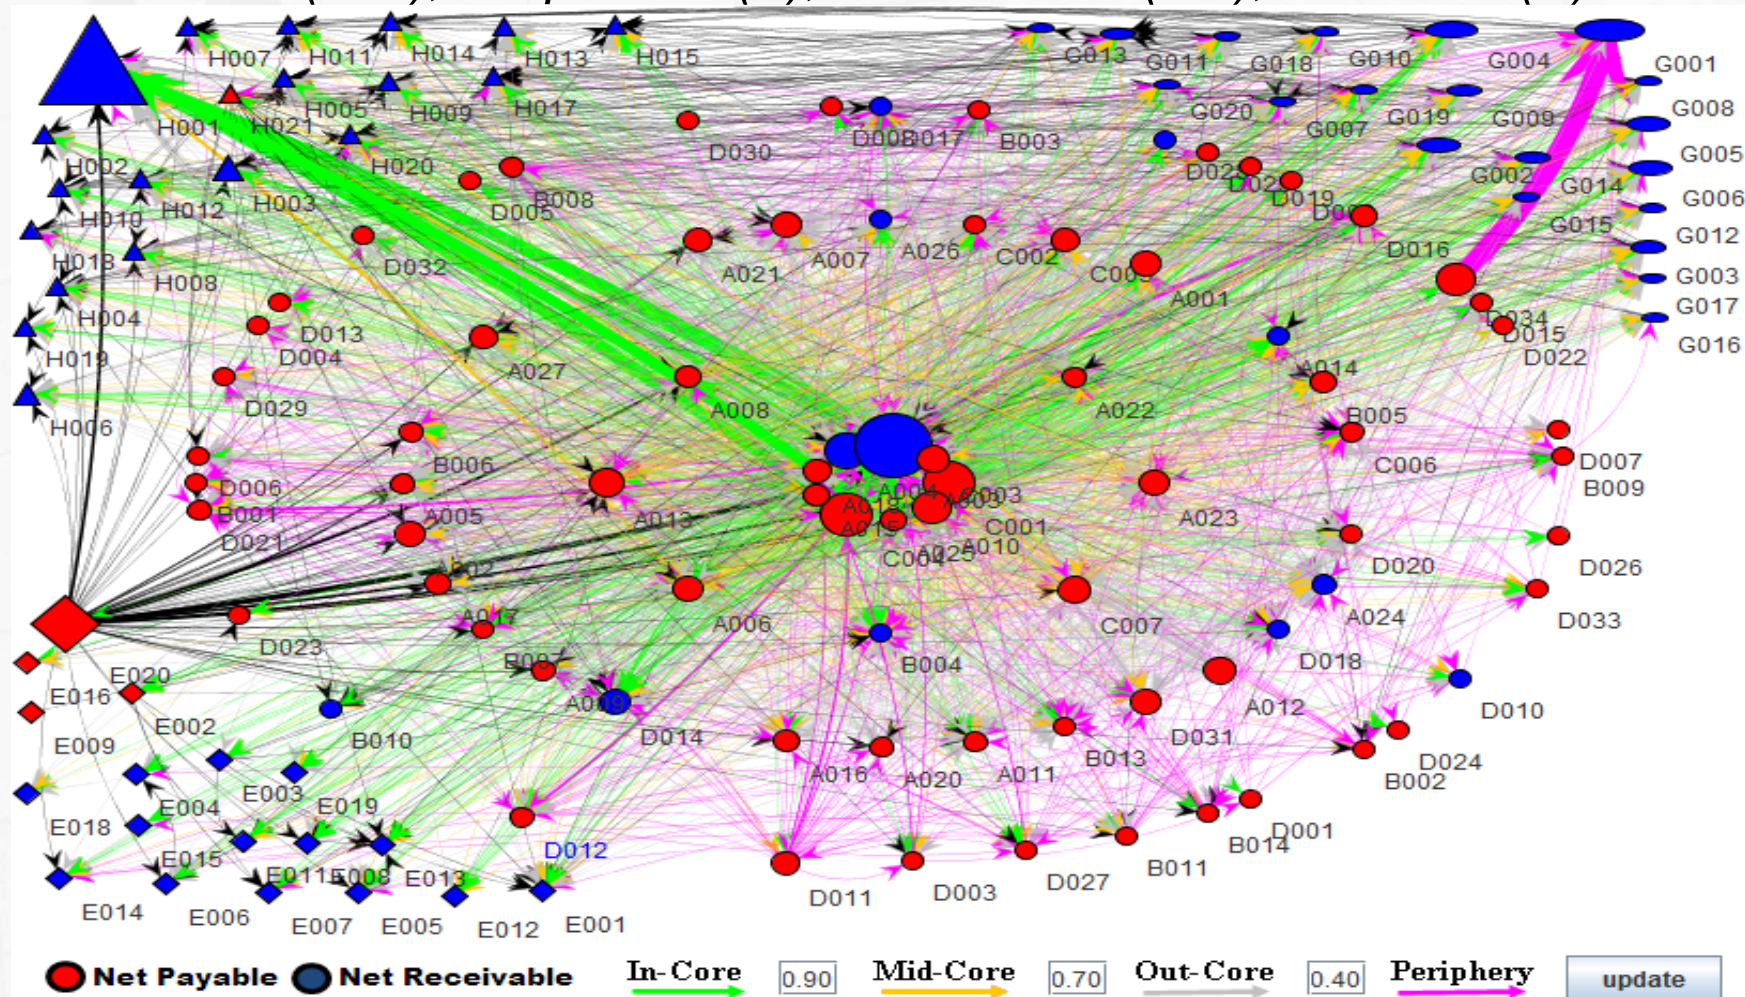 H007 H011 H014 H013 H015 G013 G011 G018 G010 G004 G001
H005 H009 H017 G020 G007 G019 G009 G008
H001 H021 D030 B003
H002 H020 G002 G014 G005
H010 H012 H003 D005 B008 D019 G015 G006
H018 H008 D032 A021 A007 A026 C002 A001 D016 G012
G003
H004 D013 D034 G017
H019 D004 A027 A014 D015 D022 G016
H006 D029 A008 A022 B005
D006 B006 C006 D007
B001 A005 A013 A023 B009
D021 C001
A010 D020 D026
D023 A006 C007 A024 D033
E020 B004 D018
E016 E002 A012 D010
E009 B010 D014 D031
E004 E003 A016 A020 A011 B013 D024
E018 E019 B002
E015 D012 B014 D001
E011 E008 E013 B011
E014 E006 E007 E005 E012 E001 D011 D003 D027
Net Payable Net Receivable In-Core 0.90 Mid-Core 0.70 Out-Core 0.40 Periphery update